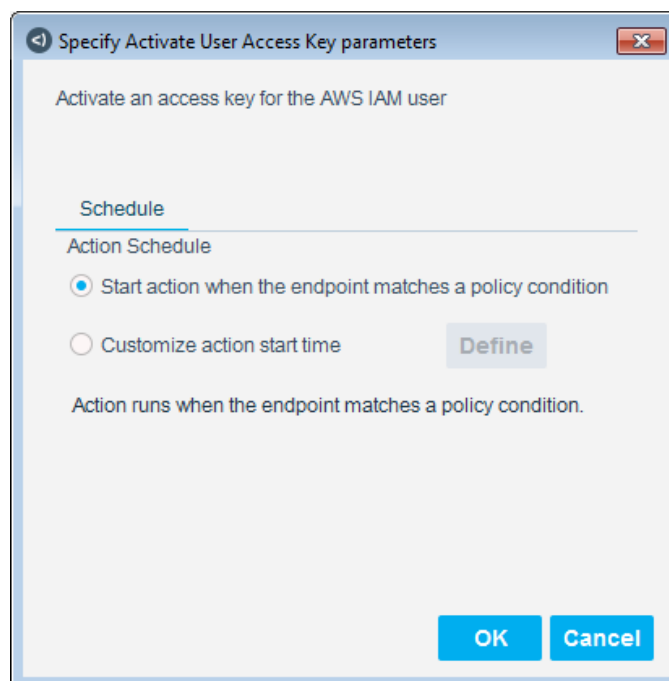 Specify Activate User Access Key parameters
Activate an access key for the AWS IAM user
Schedule
Action Schedule
Start action when the endpoint matches a policy condition
Customize action start time
Define
Action runs when the endpoint matches a policy condition.
OK
Cancel